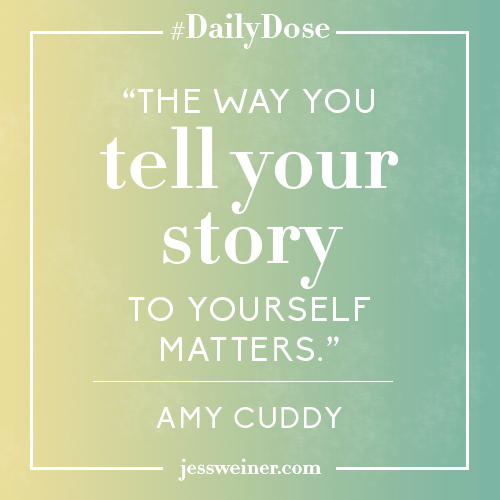 #DailyDose
“THE WAY YOU
tell your
story
TO YOURSELF
MATTERS.”
AMY CUDDY
jessweiner.com